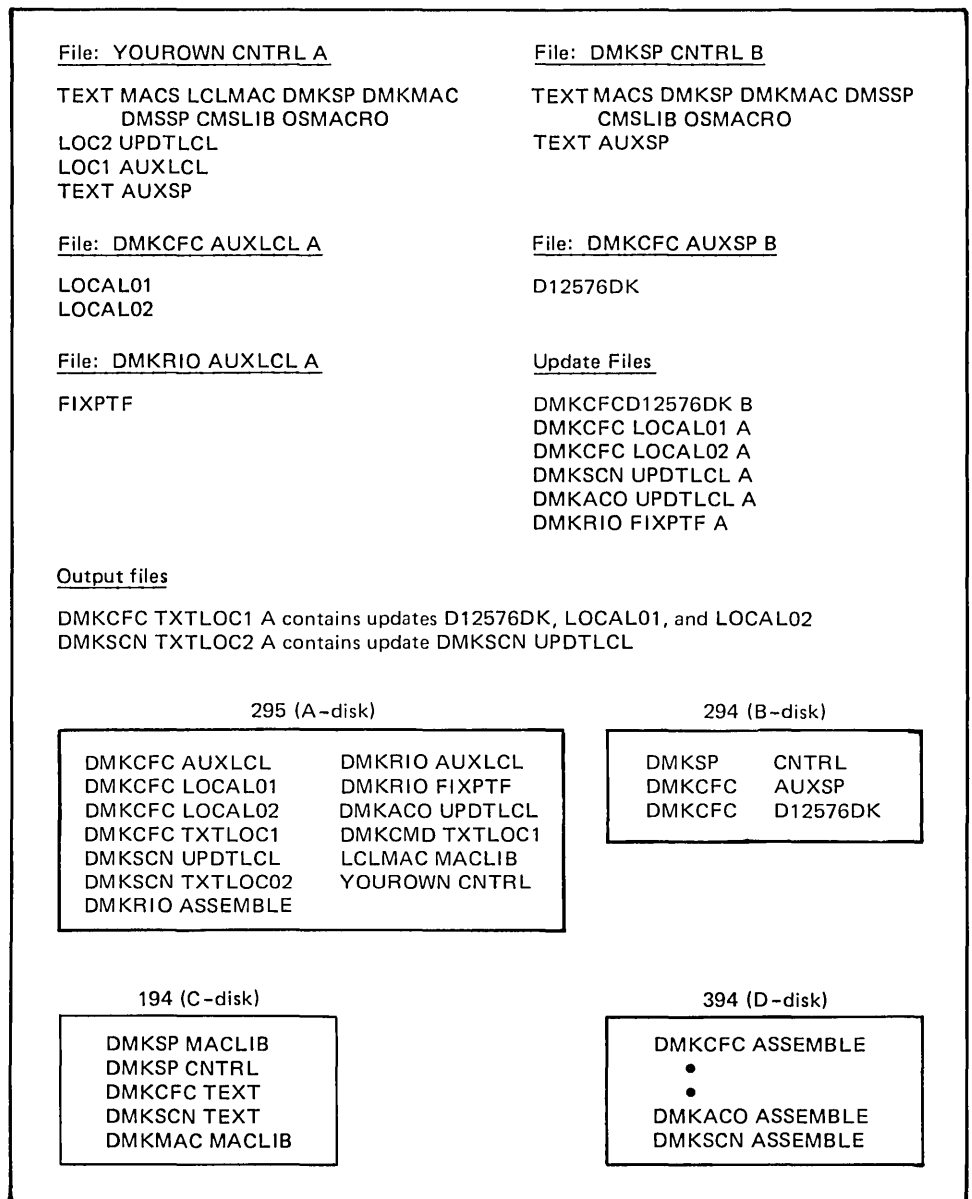 File: YOUROWN CNTRL A
TEXT MACS LCLMAC DMKSP DMKMAC
DMSSP CMSLIB OSMACRO
LOC2 UPDTLCL
LOC1 AUXLCL
TEXT AUXSP
File: DMKSP CNTRL B
TEXT MACS DMKSP DMKMAC DMSSP
CMSLIB OSMACRO
TEXT AUXSP
File: DMKCFC AUXLCL A
LOCAL01
LOCAL02
File: DMKCFC AUXSP B
D12576DK
File: DMKRIO AUXLCL A
FIXPTF
Update Files
DMKCFCD12576DK B
DMKCFC LOCAL01 A
DMKCFC LOCAL02 A
DMKSCN UPDTLCL A
DMKACO UPDTLCL A
DMKRIO FIXPTF A
Output files
DMKCFC TXTLOC1 A contains updates D12576DK, LOCAL01, and LOCAL02
DMKSCN TXTLOC2 A contains update DMKSCN UPDTLCL
295 (A-disk)
DMKCFC AUXLCL
DMKCFC LOCAL01
DMKCFC LOCAL02
DMKCFC TXTLOC1
DMKSCN UPDTLCL
DMKSCN TXTLOC02
DMKRIO ASSEMBLE
DMKRIO AUXLCL
DMKRIO FIXPTF
DMKACO UPDTLCL
DMKCMD TXTLOC1
LCLMAC MACLIB
YOUROWN CNTRL
294 (B-disk)
DMKSP CNTRL
DMKCFC AUXSP
DMKCFC D12576DK
194 (C-disk)
DMKSP MACLIB
DMKSP CNTRL
DMKCFC TEXT
DMKSCN TEXT
DMKMAC MACLIB
394 (D-disk)
DMKCFC ASSEMBLE
•
•
DMKACO ASSEMBLE
DMKSCN ASSEMBLE